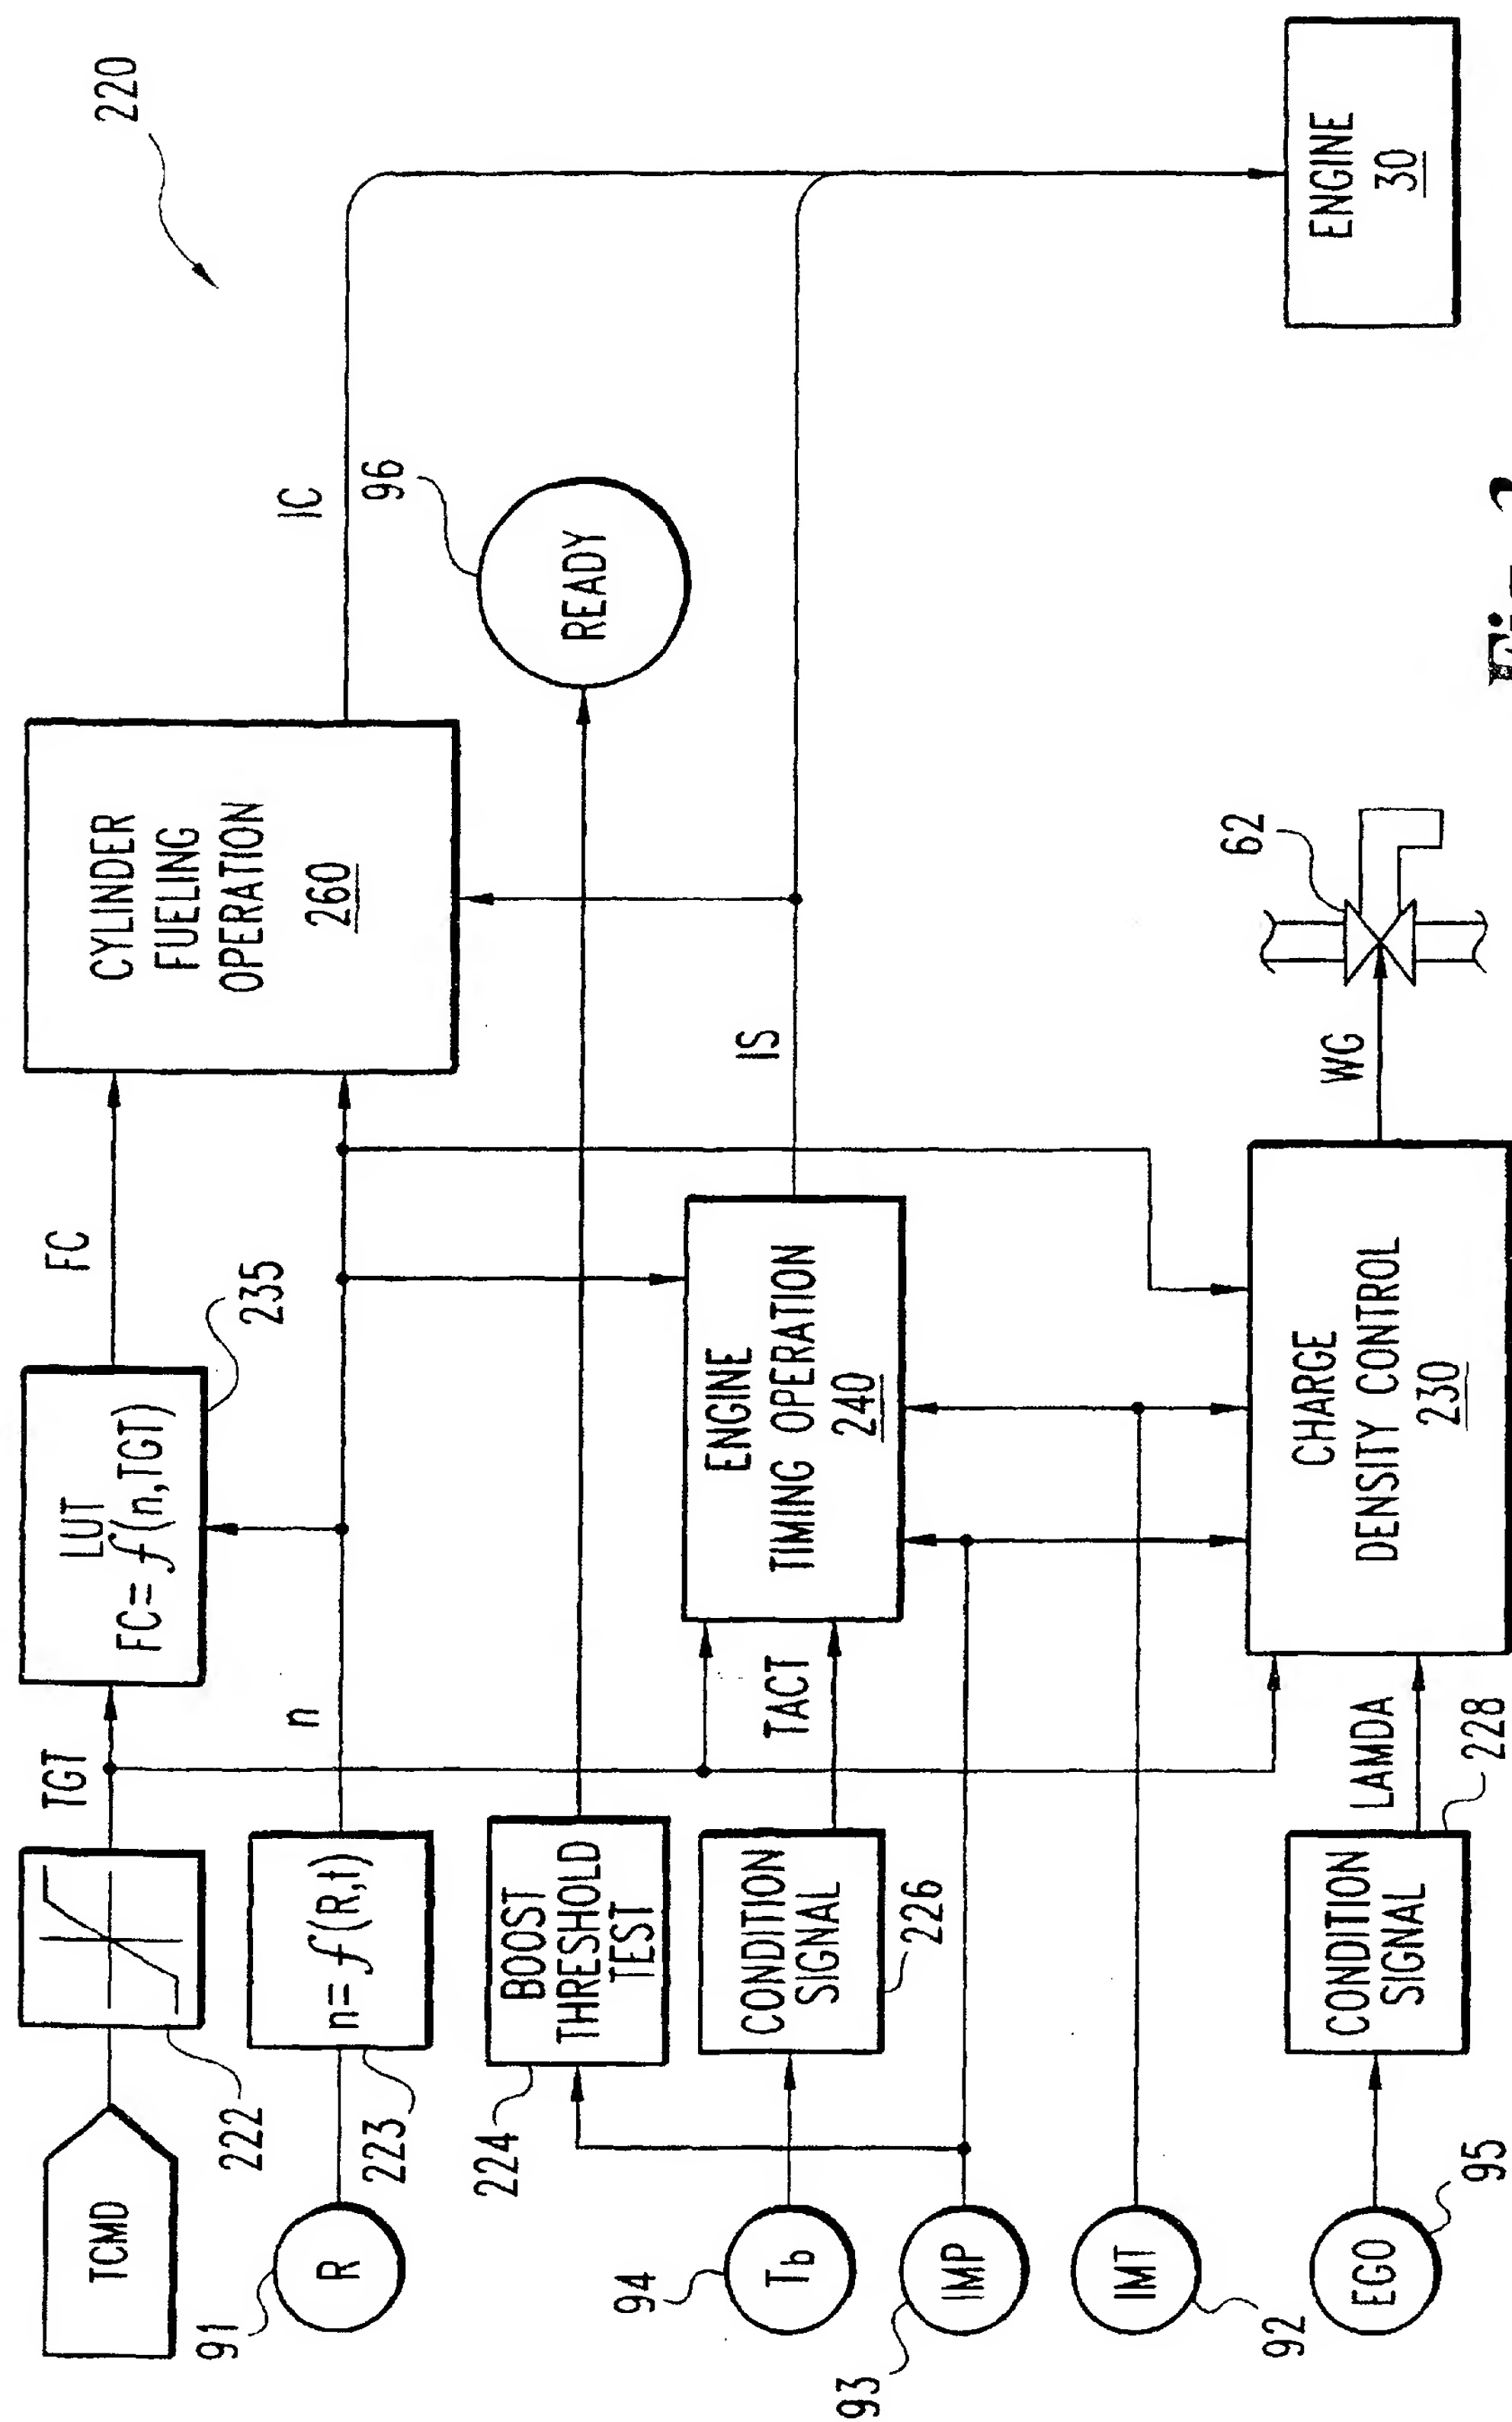 220
TCMD
222
TGT
LUT
FC=f(n,TGT)
235
FC
CYLINDER
FUELING
OPERATION
260
IC
91
R
223
n=f(R,t)
n
224
BOOST
THRESHOLD
TEST
READY
96
94
Tb
CONDITION
SIGNAL
226
TACT
ENGINE
TIMING OPERATION
240
IS
93
IMP
IMT
92
EGO
95
CONDITION
SIGNAL
228
LAMDA
CHARGE
DENSITY CONTROL
230
WG
62
ENGINE
30